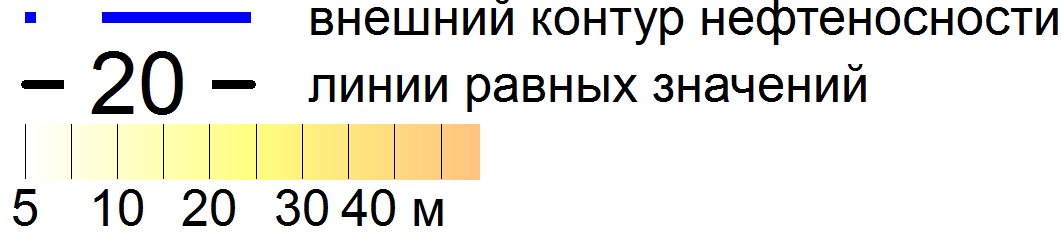 внешний контур нефтеносности
20 линии равных значений
5 10 20 30 40 м